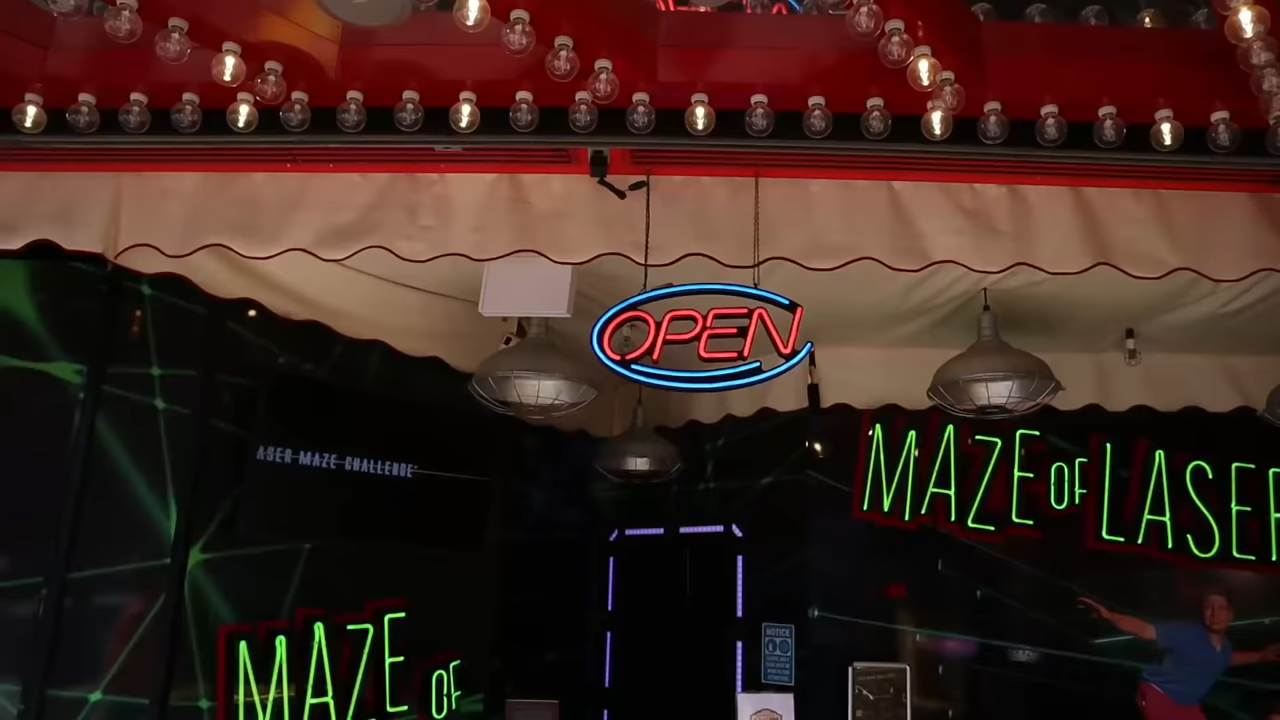 OPEN
MAZE OF LASER
ASER MAZE CHALLENGE
MAZE OF
NOTICE